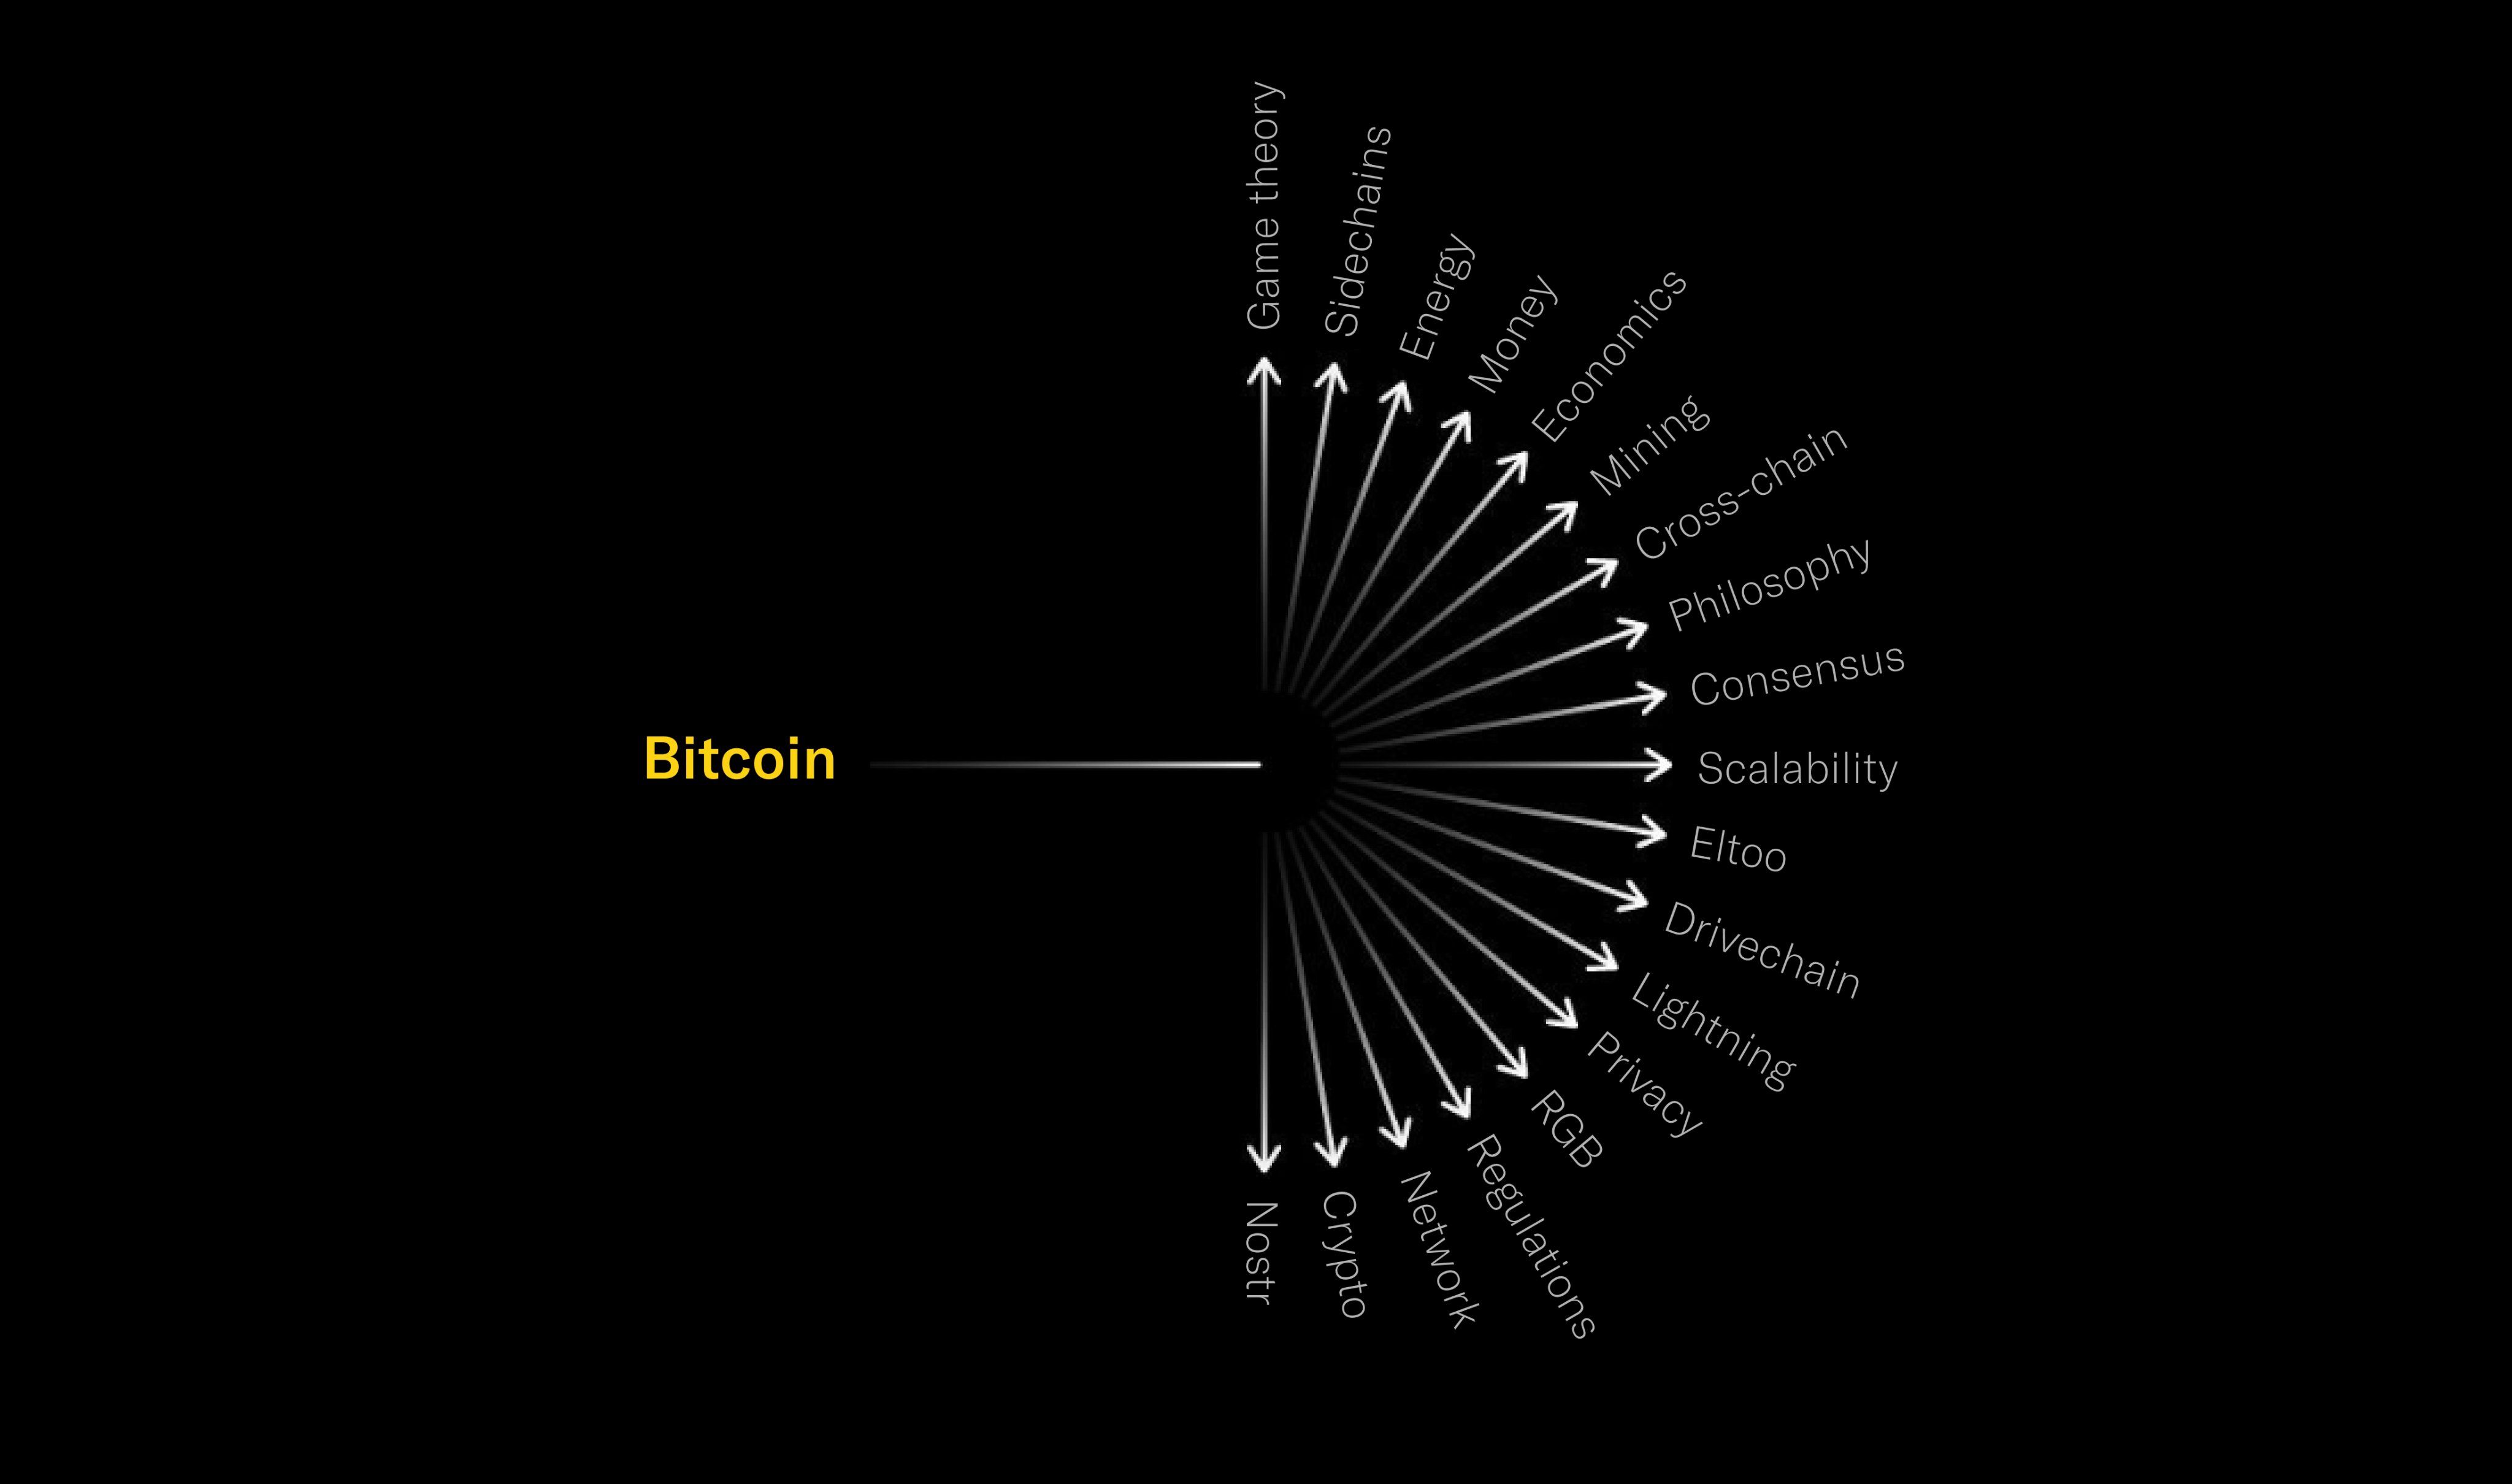 Bitcoin
Game theory
Sidechains
Energy
Money
Economics
Mining
Cross-chain
Philosophy
Consensus
Scalability
Eltoo
Drivechain
Lightning
Privacy
RGB
Regulations
Network
Crypto
Nostr